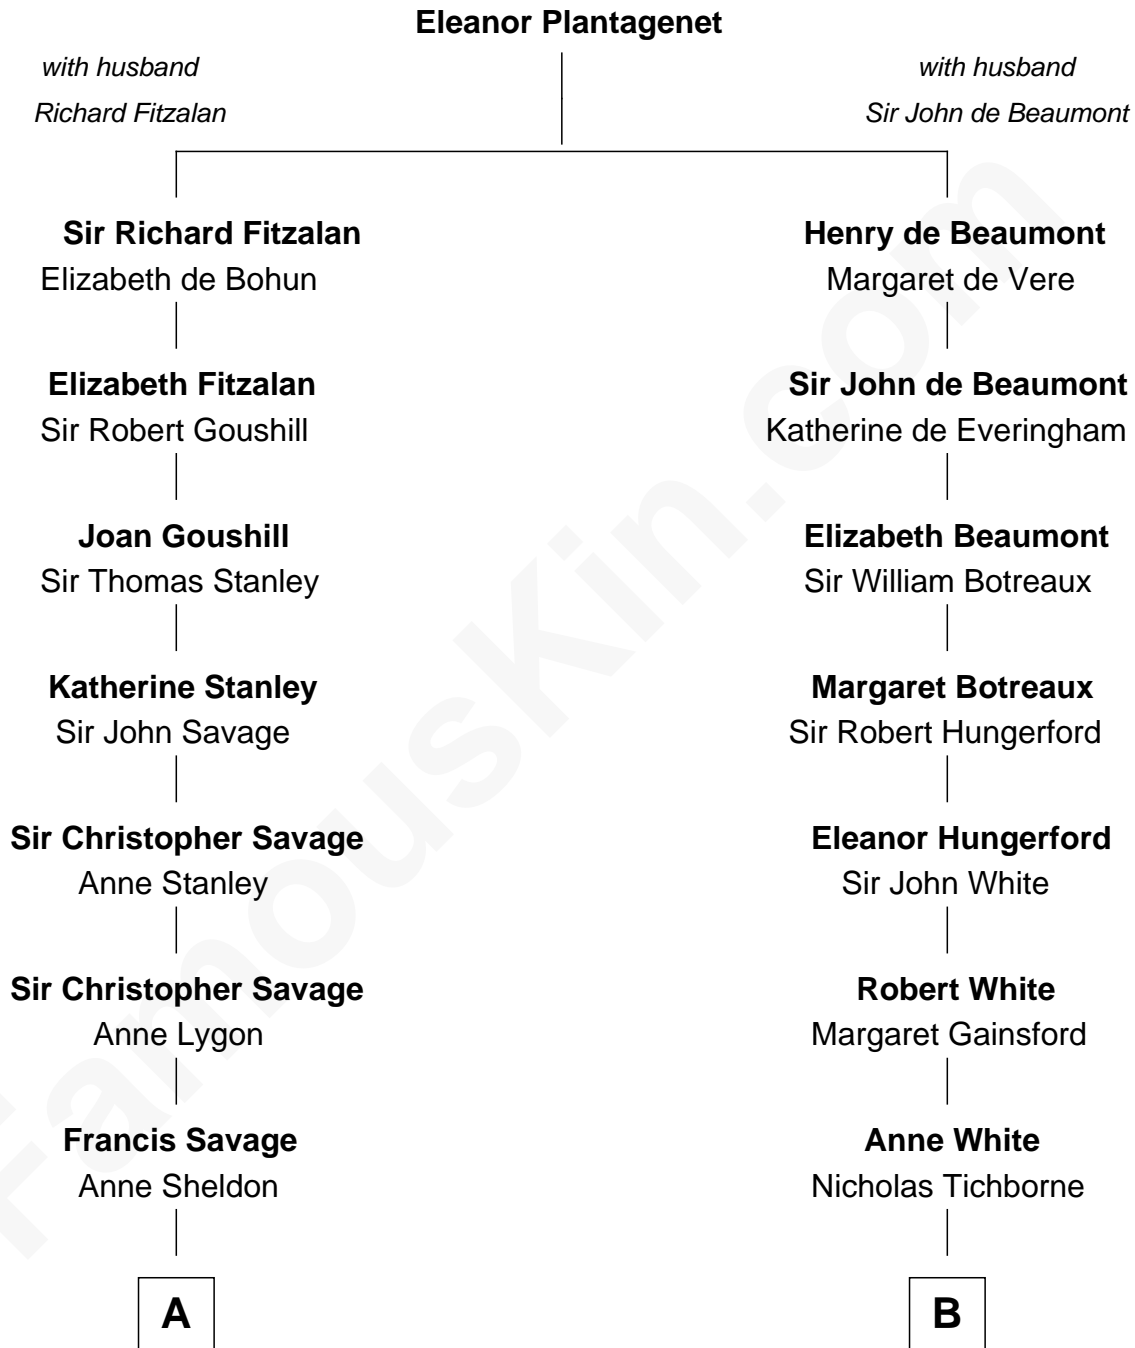 Eleanor Plantagenet
with husband
Richard Fitzalan
with husband
Sir John de Beaumont
Sir Richard Fitzalan
Elizabeth de Bohun
Henry de Beaumont
Margaret de Vere
Elizabeth Fitzalan
Sir Robert Goushill
Sir John de Beaumont
Katherine de Everingham
Joan Goushill
Sir Thomas Stanley
Elizabeth Beaumont
Sir William Botreaux
Katherine Stanley
Sir John Savage
Margaret Botreaux
Sir Robert Hungerford
Sir Christopher Savage
Anne Stanley
Eleanor Hungerford
Sir John White
Sir Christopher Savage
Anne Lygon
Robert White
Margaret Gainsford
Francis Savage
Anne Sheldon
Anne White
Nicholas Tichborne
A
B
FamousKin.com